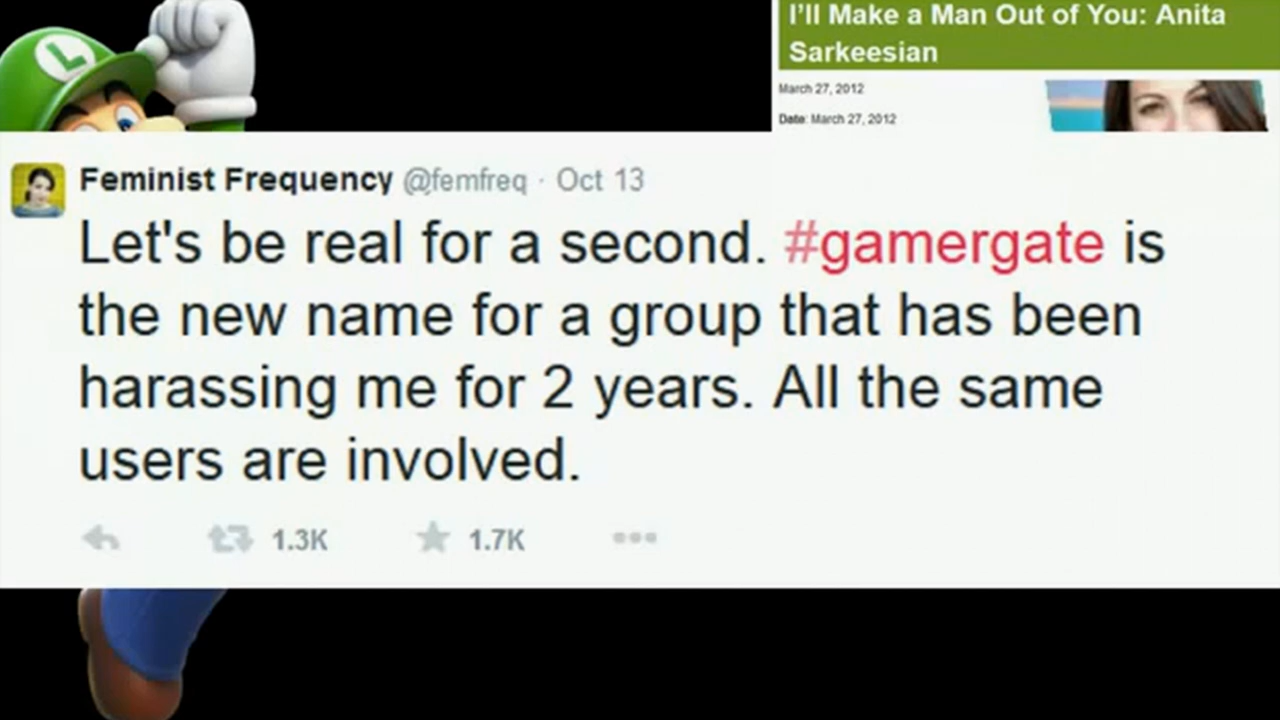 I'll Make a Man Out of You: Anita
Sarkeesian
March 27, 2012
Date: March 27, 2012
L
Feminist Frequency @femfreq · Oct 13
Let's be real for a second. #gamergate is
the new name for a group that has been
harassing me for 2 years. All the same
users are involved.
1.3K 1.7K